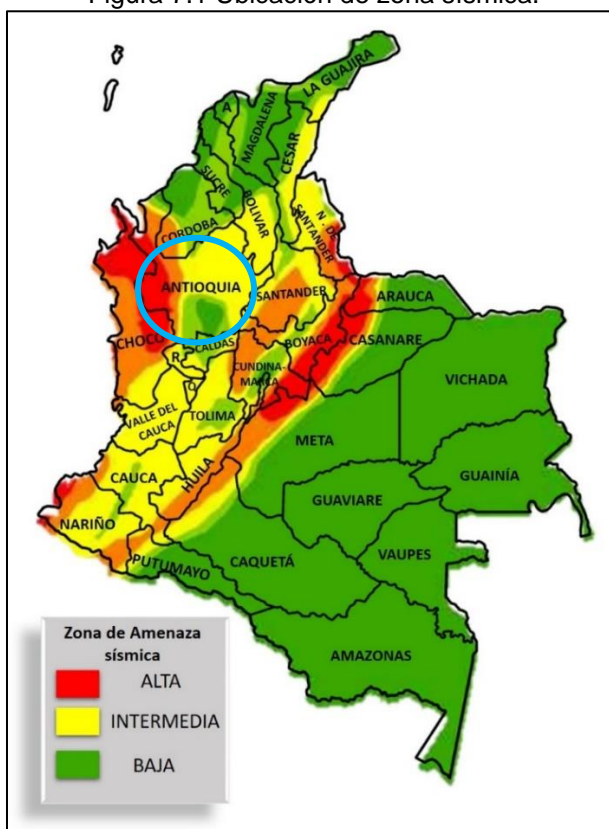 Figura 7.1 Ubicación de zona sísmica.
LA GUAJIRA
A
MAGDALENA
CESAR
SUCRE
BOLIVAR
N. DE
SANTANDER
CORDOBA
ANTIOQUIA
SANTANDER
ARAUCA
CHOCO
CALDAS
BOYACA
CASANARE
R.
Q.
CUNDINA-
MARCA
VICHADA
VALLE DEL
CAUCA
TOLIMA
META
HUILA
GUAINÍA
CAUCA
GUAVIARE
NARIÑO
VAUPES
PUTUMAYO
CAQUETÁ
AMAZONAS
Zona de Amenaza
sísmica
ALTA
INTERMEDIA
BAJA